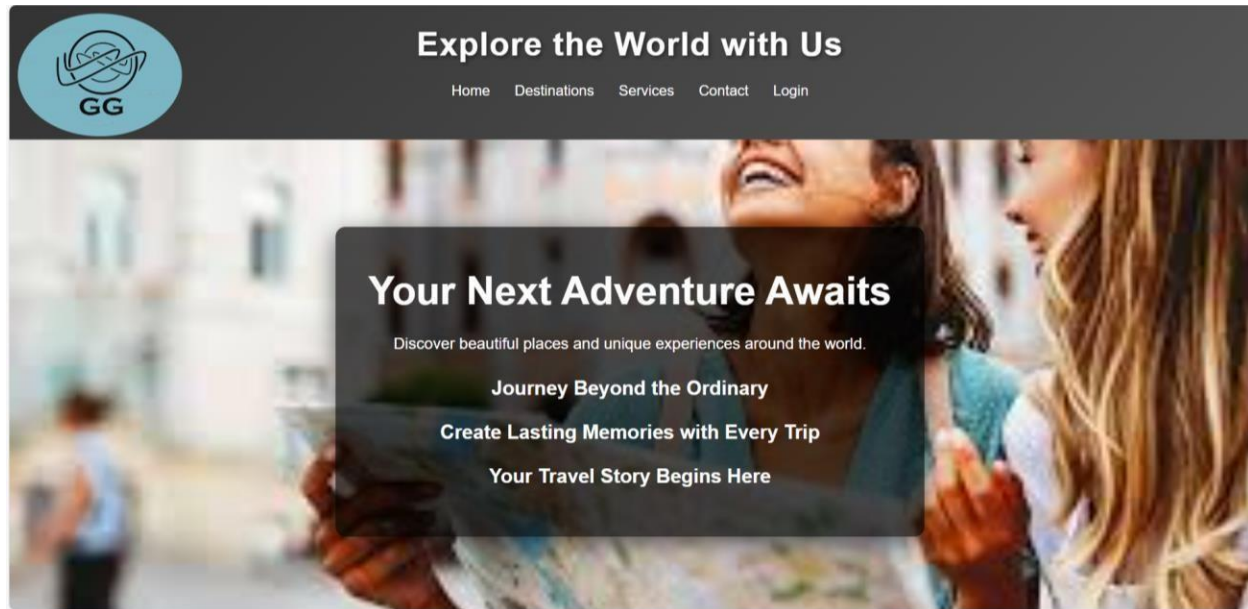 GG
Explore the World with Us
Home Destinations Services Contact Login
Your Next Adventure Awaits
Discover beautiful places and unique experiences around the world.
Journey Beyond the Ordinary
Create Lasting Memories with Every Trip
Your Travel Story Begins Here